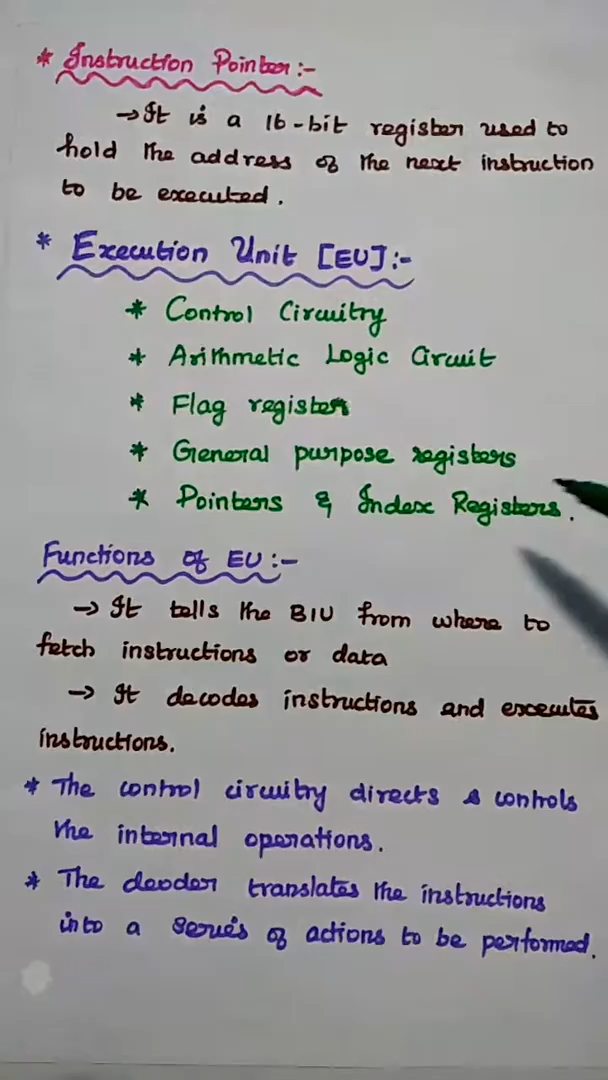 * Instruction Pointer:-
→ It is a 16-bit register used to
hold the address of the next instruction
to be executed.
* Execution Unit [EU]:-
* Control Circuitry
* Arithmetic Logic Circuit
* Flag register
* General purpose registers
* Pointers & Index Registers.
Functions of EU:-
→ It tells the BIU from where to
fetch instructions or data
→ It decodes instructions and executes
instructions.
* The control circuitry directs & controls
the internal operations.
* The deoder translates the instructions
into a series of actions to be performed.